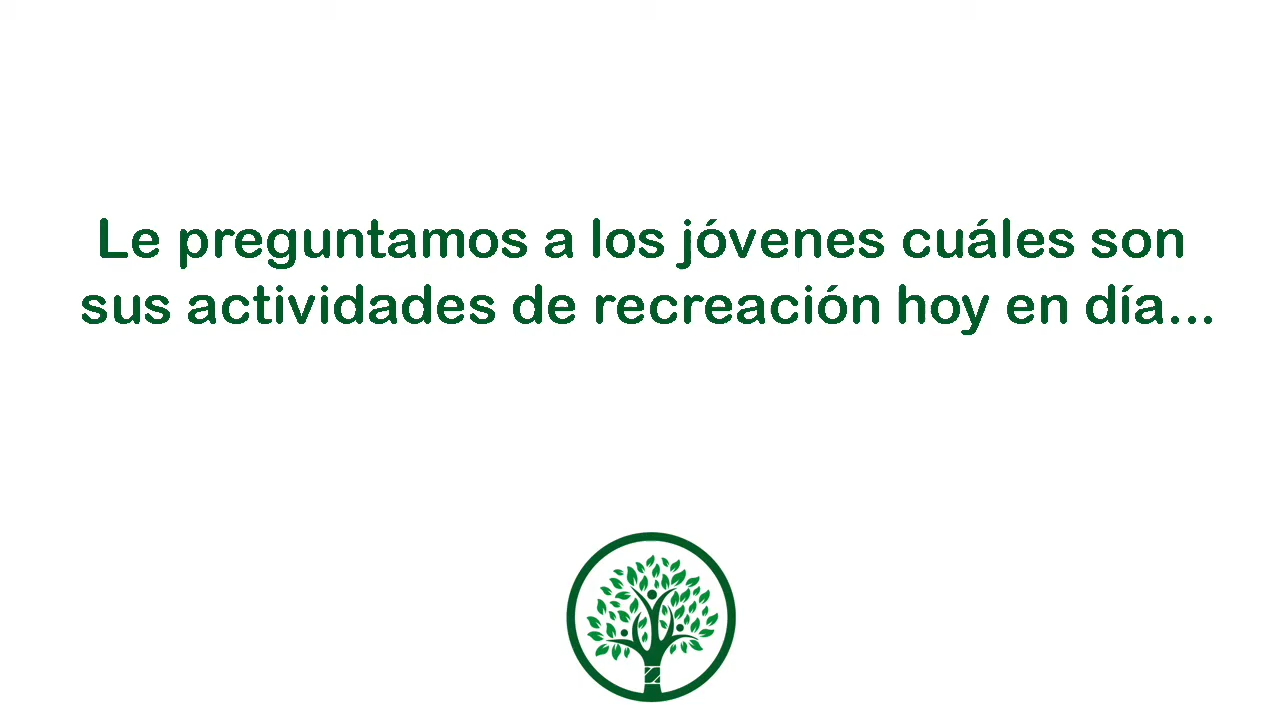 Le preguntamos a los jóvenes cuáles son
sus actividades de recreación hoy en día...